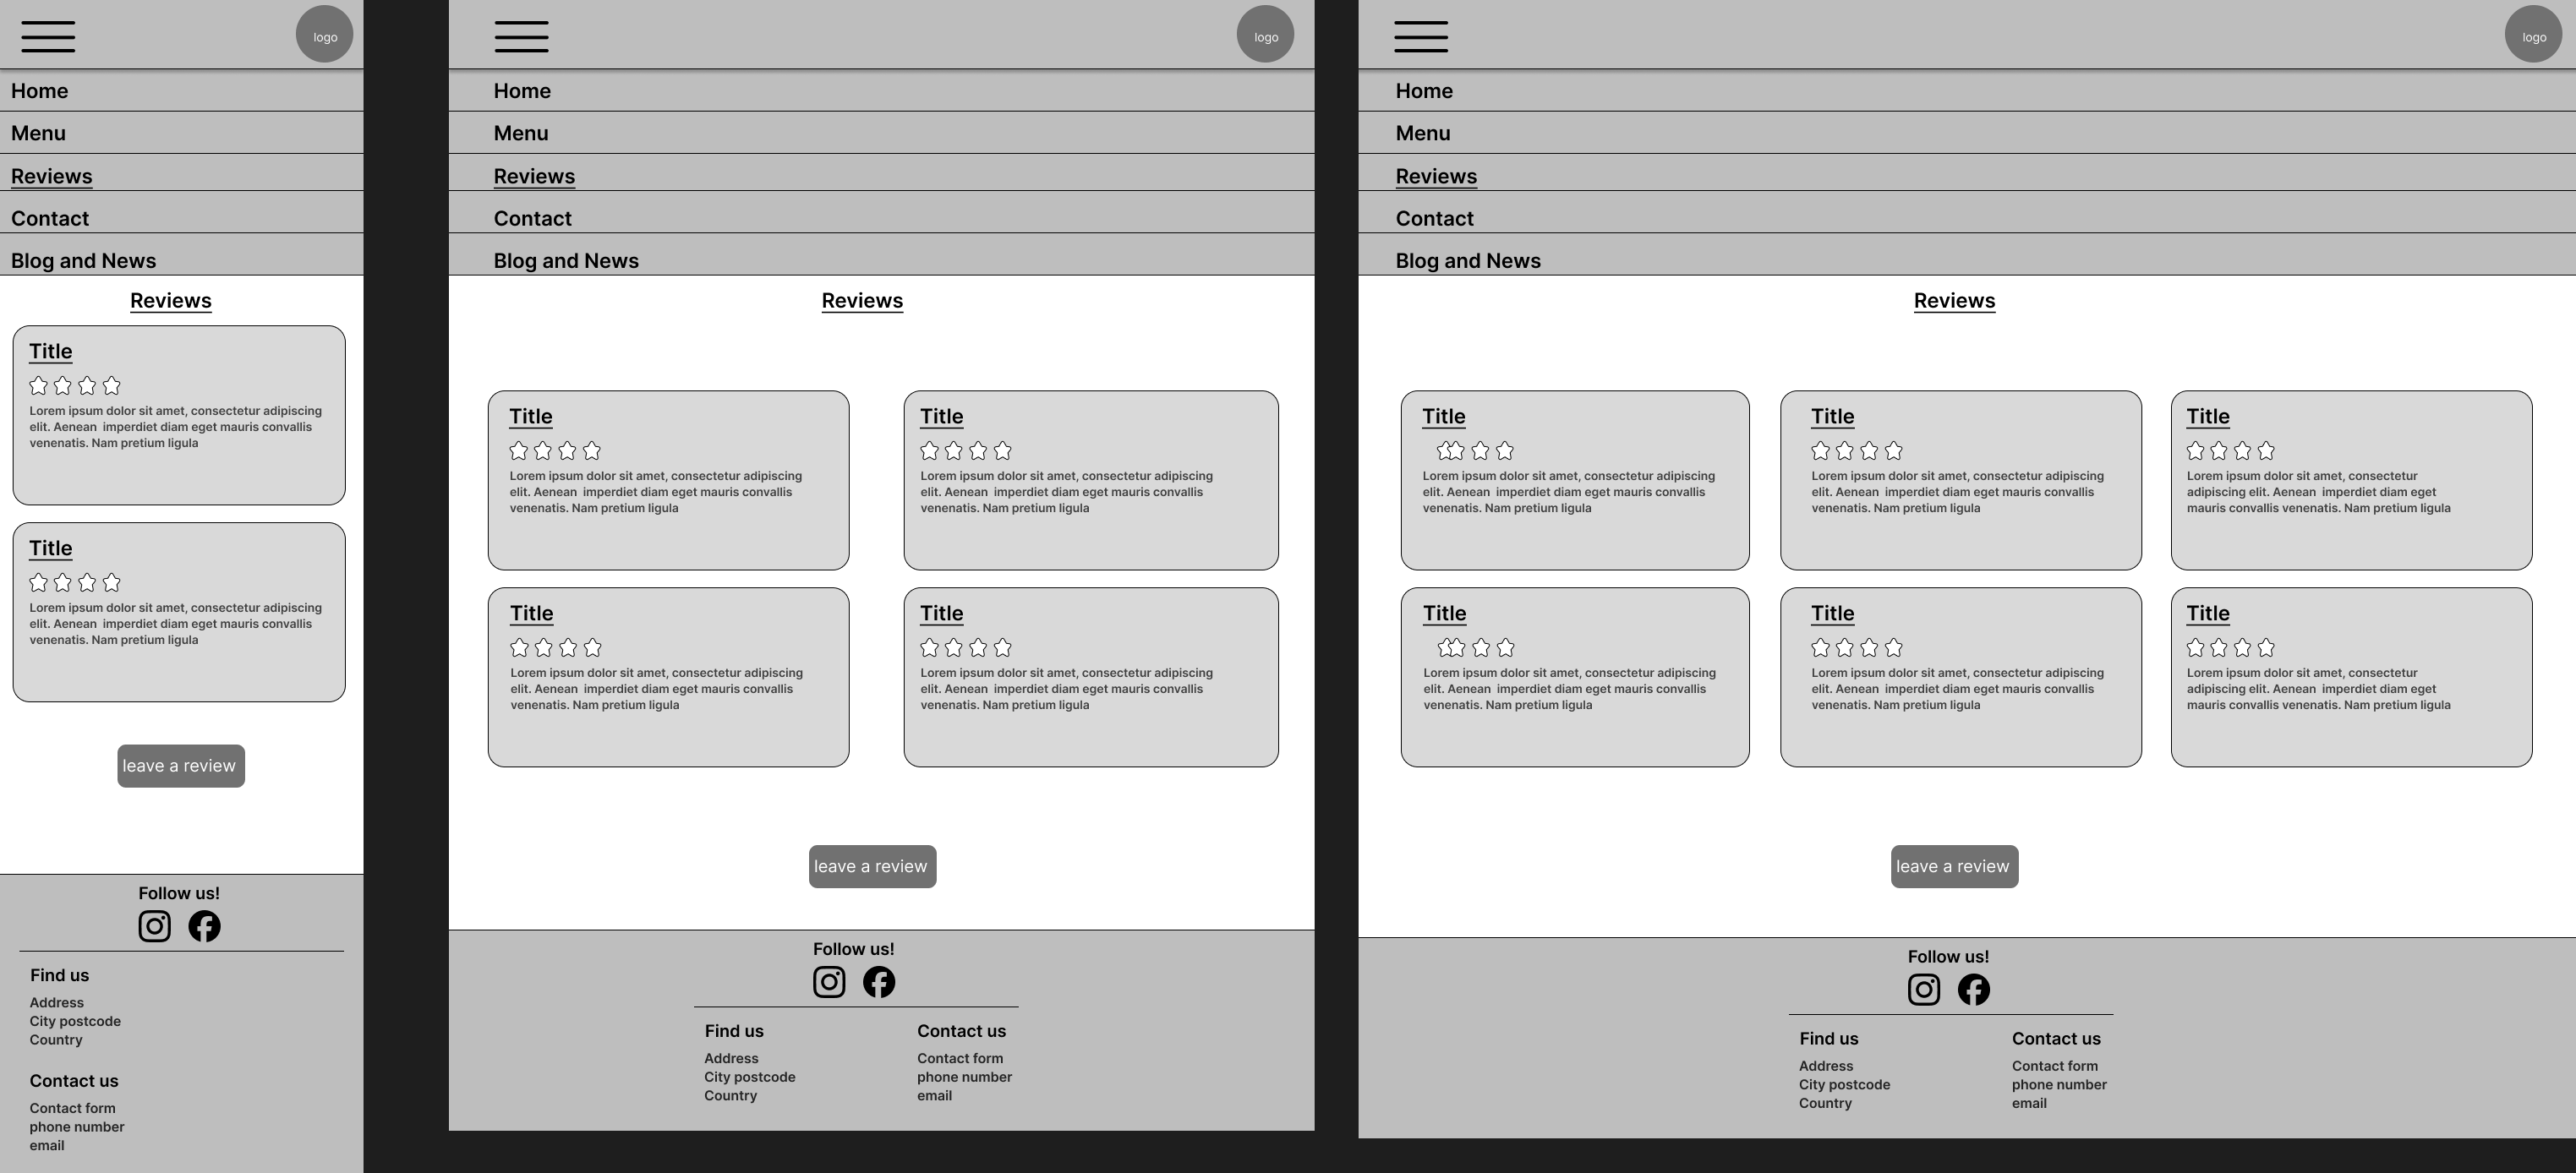 logo
Home
Menu
Reviews
Contact
Blog and News
Reviews
Title
Lorem ipsum dolor sit amet, consectetur adipiscing
elit. Aenean  imperdiet diam eget mauris convallis
venenatis. Nam pretium ligula
Title
Lorem ipsum dolor sit amet, consectetur adipiscing
elit. Aenean  imperdiet diam eget mauris convallis
venenatis. Nam pretium ligula
leave a review
Follow us!
Find us
Address
City postcode
Country
Contact us
Contact form
phone number
email
logo
Home
Menu
Reviews
Contact
Blog and News
Reviews
Title
Lorem ipsum dolor sit amet, consectetur adipiscing
elit. Aenean  imperdiet diam eget mauris convallis
venenatis. Nam pretium ligula
Title
Lorem ipsum dolor sit amet, consectetur adipiscing
elit. Aenean  imperdiet diam eget mauris convallis
venenatis. Nam pretium ligula
Title
Lorem ipsum dolor sit amet, consectetur adipiscing
elit. Aenean  imperdiet diam eget mauris convallis
venenatis. Nam pretium ligula
Title
Lorem ipsum dolor sit amet, consectetur adipiscing
elit. Aenean  imperdiet diam eget mauris convallis
venenatis. Nam pretium ligula
leave a review
Follow us!
Find us
Address
City postcode
Country
Contact us
Contact form
phone number
email
logo
Home
Menu
Reviews
Contact
Blog and News
Reviews
Title
Lorem ipsum dolor sit amet, consectetur adipiscing
elit. Aenean  imperdiet diam eget mauris convallis
venenatis. Nam pretium ligula
Title
Lorem ipsum dolor sit amet, consectetur adipiscing
elit. Aenean  imperdiet diam eget mauris convallis
venenatis. Nam pretium ligula
Title
Lorem ipsum dolor sit amet, consectetur
adipiscing elit. Aenean  imperdiet diam eget
mauris convallis venenatis. Nam pretium ligula
Title
Lorem ipsum dolor sit amet, consectetur adipiscing
elit. Aenean  imperdiet diam eget mauris convallis
venenatis. Nam pretium ligula
Title
Lorem ipsum dolor sit amet, consectetur adipiscing
elit. Aenean  imperdiet diam eget mauris convallis
venenatis. Nam pretium ligula
Title
Lorem ipsum dolor sit amet, consectetur
adipiscing elit. Aenean  imperdiet diam eget
mauris convallis venenatis. Nam pretium ligula
leave a review
Follow us!
Find us
Address
City postcode
Country
Contact us
Contact form
phone number
email